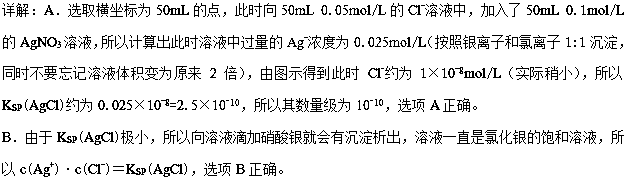 详解：A．选取横坐标为 50mL 的点，此时向 50mL 0.05mol/L 的 Cl⁻溶液中，加入了 50mL 0.1mol/L
的 AgNO₃ 溶液，所以计算出此时溶液中过量的 Ag⁺浓度为 0.025mol/L（按照银离子和氯离子 1:1 沉淀，
同时不要忘记溶液体积变为原来 2 倍），由图示得到此时 Cl⁻约为 1×10⁻⁸mol/L（实际稍小），所以
KSP(AgCl)约为 0.025×10⁻⁸=2.5×10⁻¹⁰，所以其数量级为 10⁻¹⁰，选项 A 正确。
B．由于 KSP(AgCl)极小，所以向溶液滴加硝酸银就会有沉淀析出，溶液一直是氯化银的饱和溶液，所
以 c(Ag⁺)·c(Cl⁻)＝KSP(AgCl)，选项 B 正确。